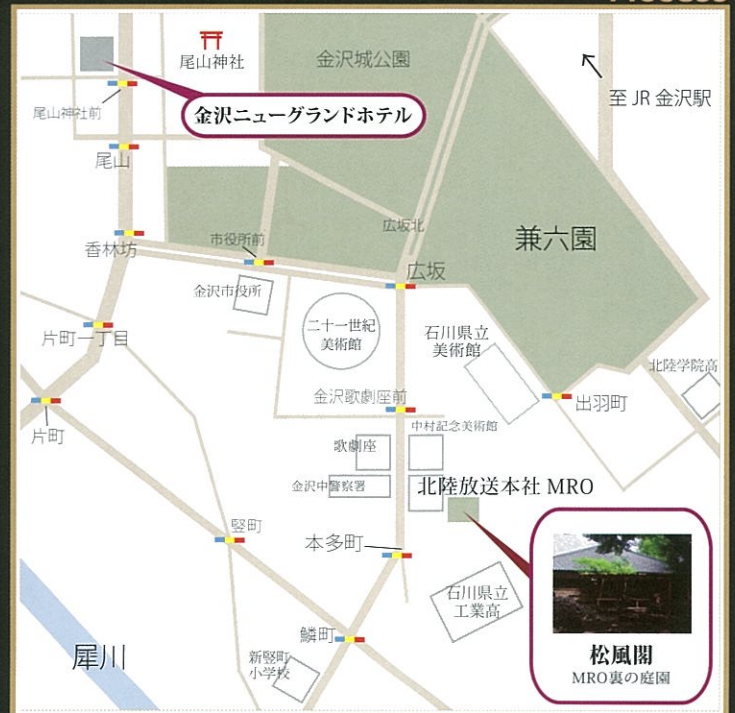 尾山神社
金沢城公園
至 JR 金沢駅
金沢ニューグランドホテル
尾山神社前
尾山
広坂北
兼六園
香林坊
市役所前
広坂
金沢市役所
二十一世紀
美術館
石川県立
美術館
片町一丁目
北陸学院高
金沢歌劇座前
出羽町
片町
中村記念美術館
歌劇座
金沢中警察署
北陸放送本社 MRO
竪町
本多町
石川県立
工業高
鱗町
犀川
新竪町
小学校
松風閣
MRO裏の庭園